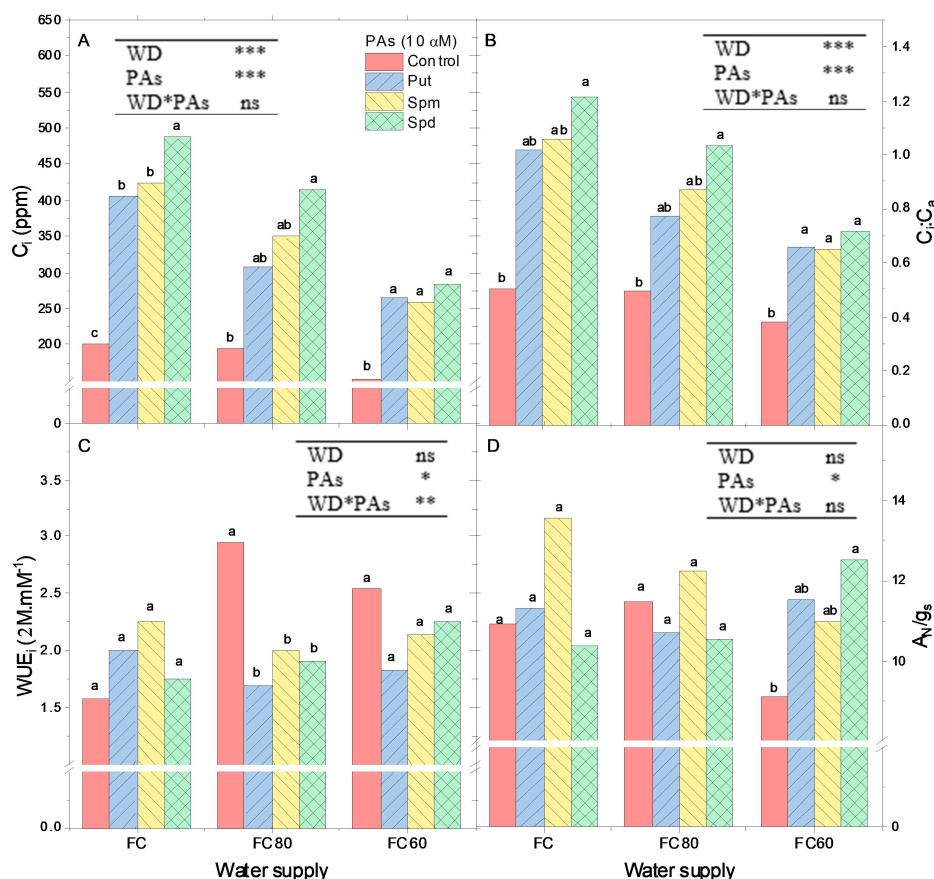 A
WD ***
PAs ***
WD*PAs ns
PAs (10 αM)
Control
Put
Spm
Spd
650
600
550
500
450
400
350
300
250
200
0
Ci (ppm)
c b b a
b ab ab a
b a a a
B
WD ***
PAs ***
WD*PAs ns
1.4
1.2
1.0
0.8
0.6
0.4
0.2
0.0
Ci:Ca
b ab ab a
b ab ab a
b a a a
C
WD ns
PAs *
WD*PAs **
3.5
3.0
2.5
2.0
1.5
0.0
WUEi (2M.mM-1)
a a a a
a b b b
a a a a
FC FC80 FC60
Water supply
D
WD ns
PAs *
WD*PAs ns
14
12
10
0
AN/gs
a a a a
a a a a
b ab ab a
FC FC80 FC60
Water supply